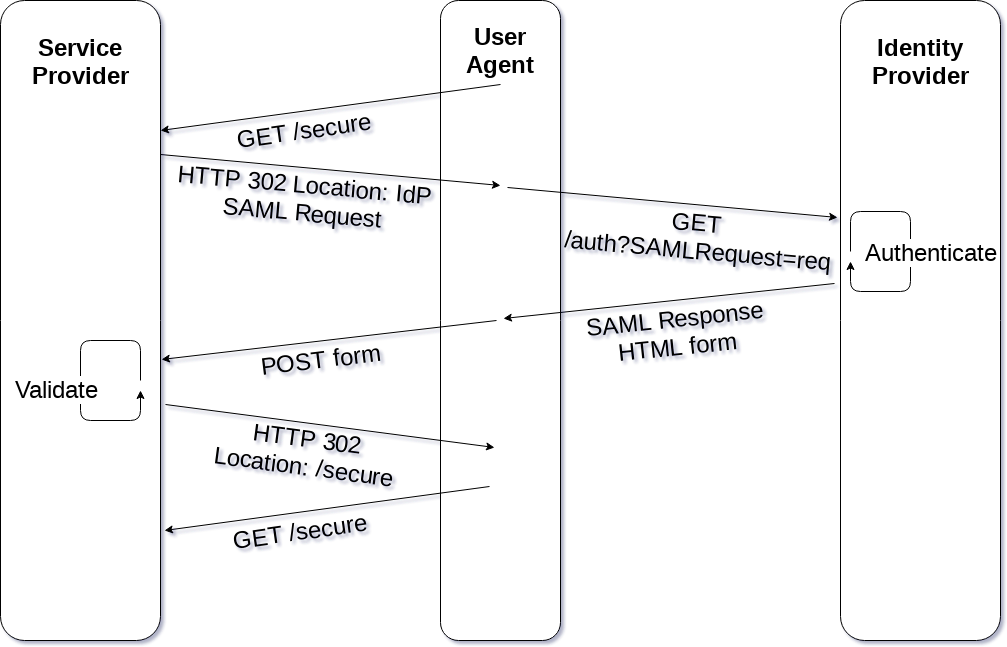 Service
Provider
User
Agent
Identity
Provider
GET /secure
HTTP 302 Location: IdP
SAML Request
GET
/auth?SAMLRequest=req
Authenticate
SAML Response
HTML form
POST form
Validate
HTTP 302
Location: /secure
GET /secure